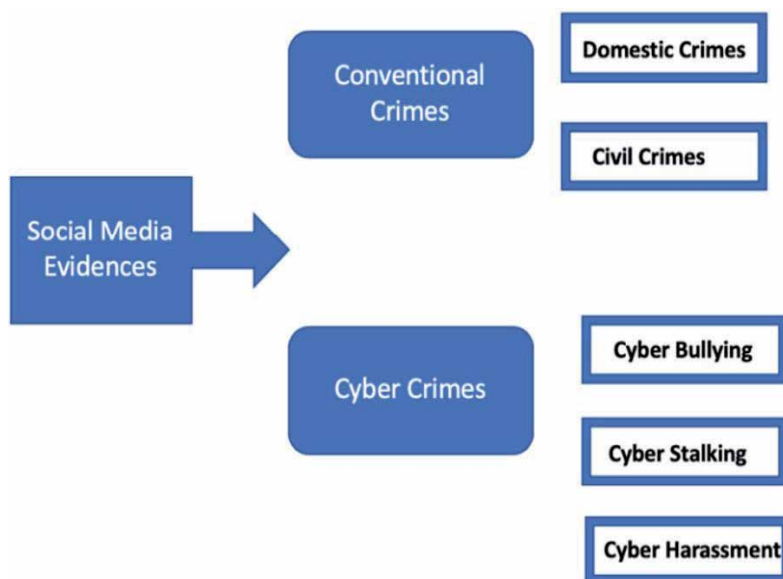 Social Media
Evidences
Conventional
Crimes
Domestic Crimes
Civil Crimes
Cyber Crimes
Cyber Bullying
Cyber Stalking
Cyber Harassment